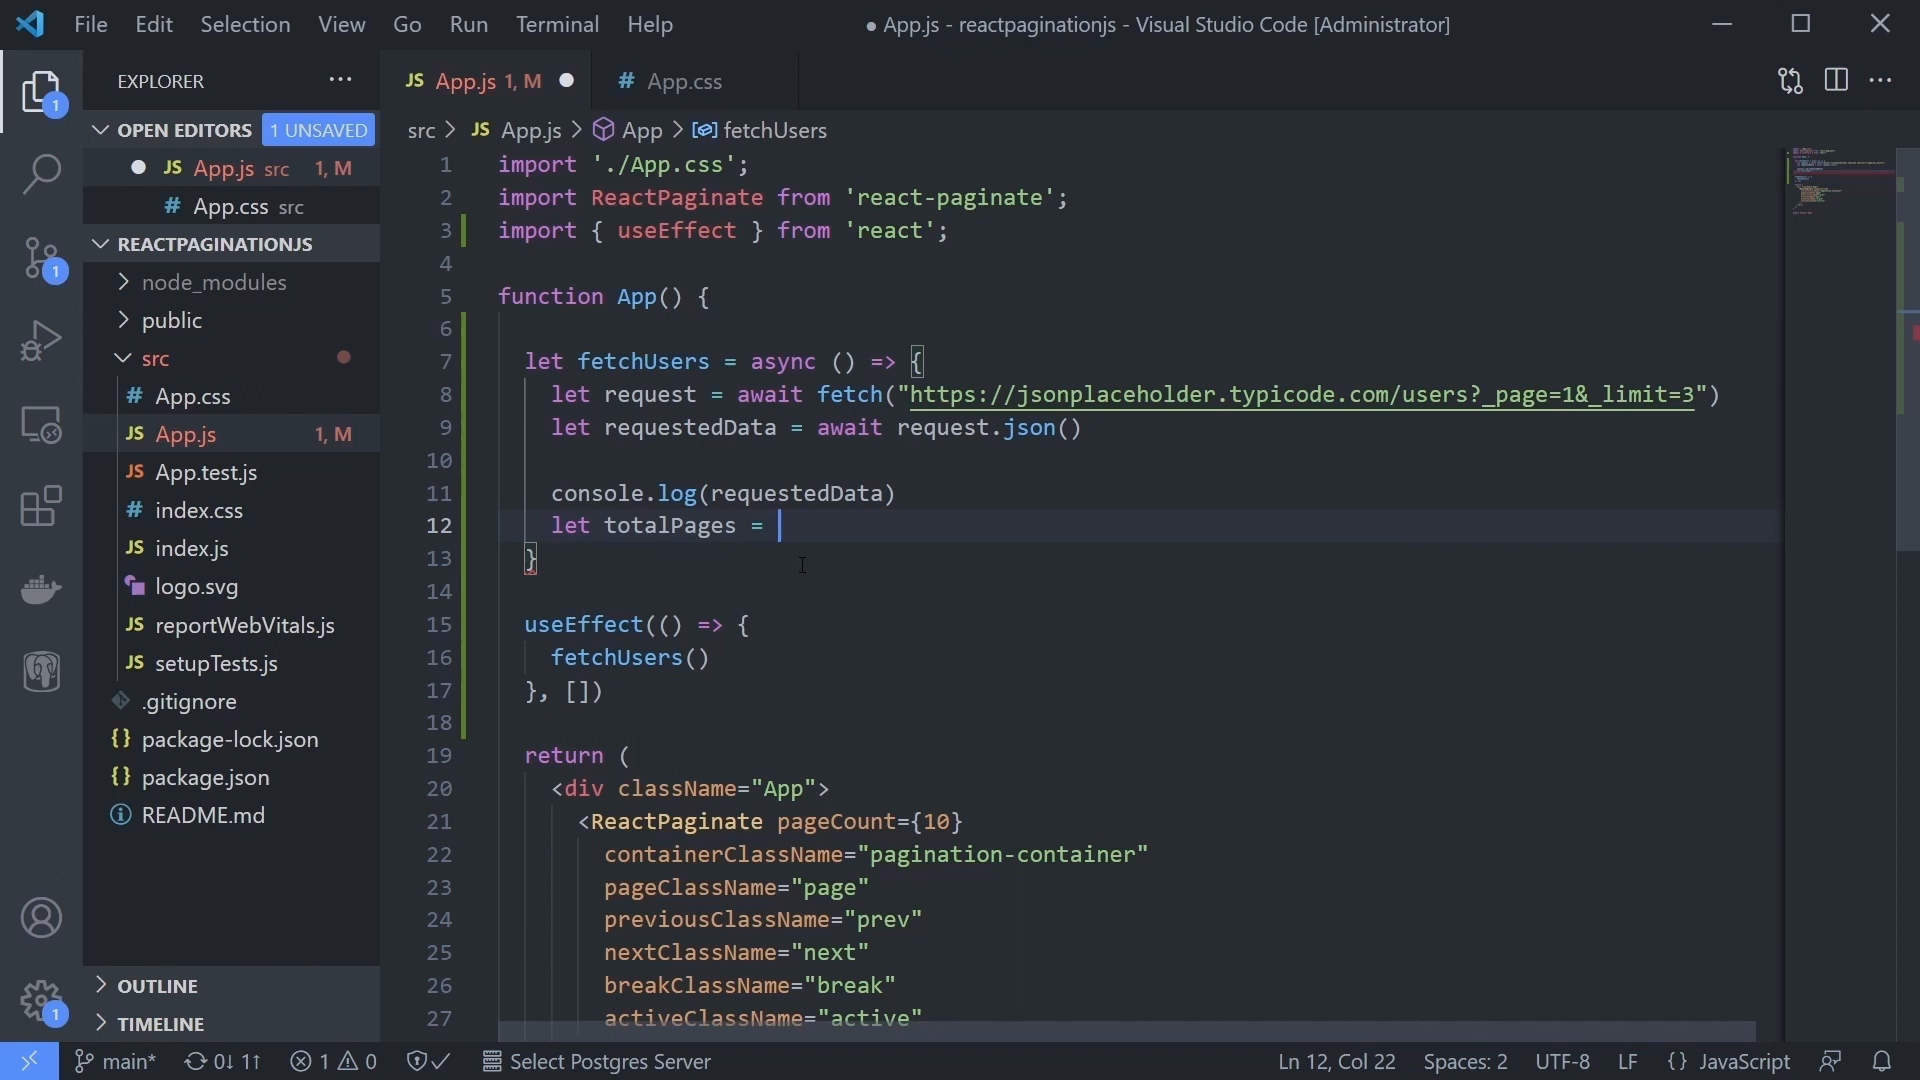 File Edit Selection View Go Run Terminal Help
● App.js - reactpaginationjs - Visual Studio Code [Administrator]
EXPLORER ···
JS App.js 1, M ●
# App.css
OPEN EDITORS 1 UNSAVED
● JS App.js src 1, M
# App.css src
REACTPAGINATIONJS
node_modules
public
src
# App.css
JS App.js 1, M
JS App.test.js
# index.css
JS index.js
logo.svg
JS reportWebVitals.js
JS setupTests.js
.gitignore
{} package-lock.json
{} package.json
README.md
OUTLINE
TIMELINE
1
1
1
src > JS App.js > App > fetchUsers
1 import './App.css';
2 import ReactPaginate from 'react-paginate';
3 import { useEffect } from 'react';
4
5 function App() {
6
7 let fetchUsers = async () => {
8 let request = await fetch("https://jsonplaceholder.typicode.com/users?_page=1&_limit=3")
9 let requestedData = await request.json()
10
11 console.log(requestedData)
12 let totalPages =
13 }
14
15 useEffect(() => {
16 fetchUsers()
17 }, [])
18
19 return (
20 <div className="App">
21 <ReactPaginate pageCount={10}
22 containerClassName="pagination-container"
23 pageClassName="page"
24 previousClassName="prev"
25 nextClassName="next"
26 breakClassName="break"
27 activeClassName="active"
main* 0↓ 1↑ 1 0 Select Postgres Server Ln 12, Col 22 Spaces: 2 UTF-8 LF {} JavaScript